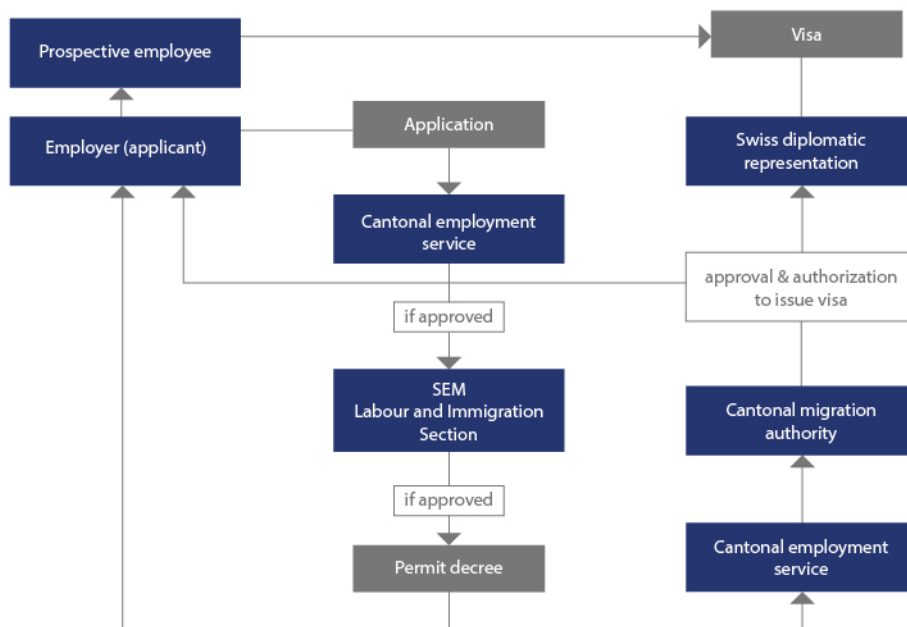 Prospective employee
Visa
Employer (applicant)
Application
Swiss diplomatic
representation
Cantonal employment
service
approval & authorization
to issue visa
if approved
SEM
Labour and Immigration
Section
Cantonal migration
authority
if approved
Permit decree
Cantonal employment
service